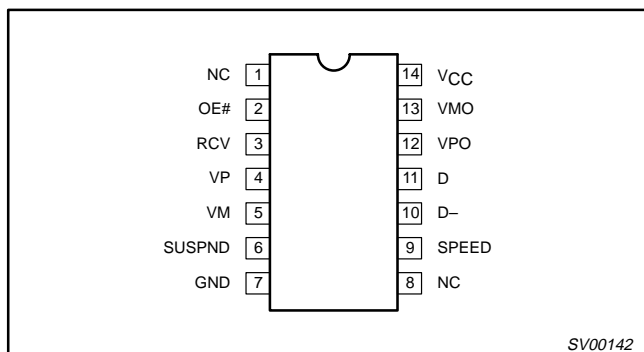 NC 1 14 VCC
OE# 2 13 VMO
RCV 3 12 VPO
VP 4 11 D
VM 5 10 D–
SUSPND 6 9 SPEED
GND 7 8 NC
SV00142